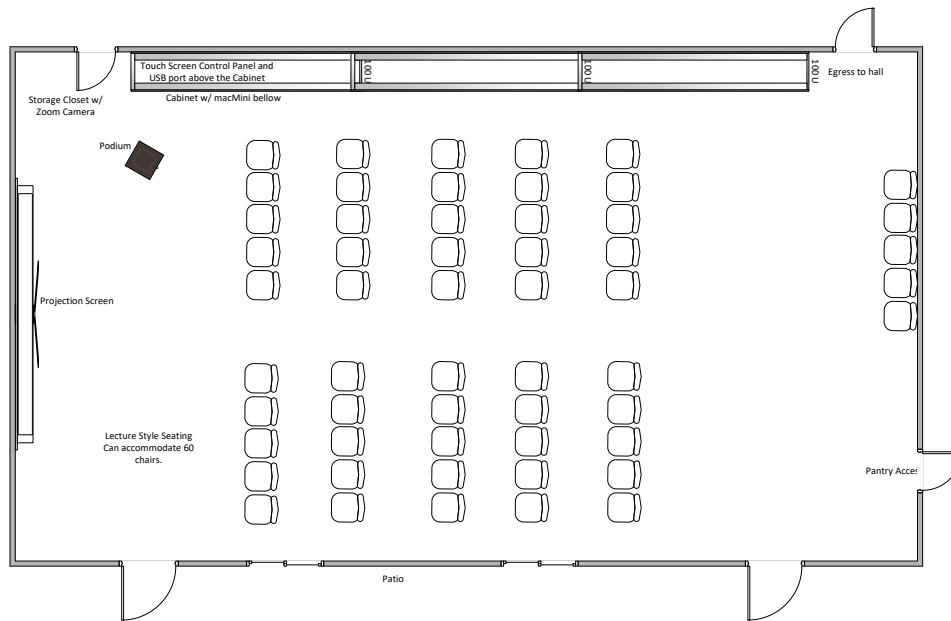 Touch Screen Control Panel and
USB port above the Cabinet
100 U
100 U
100 U
Egress to hall
Storage Closet w/
Zoom Camera
Cabinet w/ macMini bellow
Podium
Projection Screen
Lecture Style Seating
Can accommodate 60
chairs.
Pantry Acces
Patio